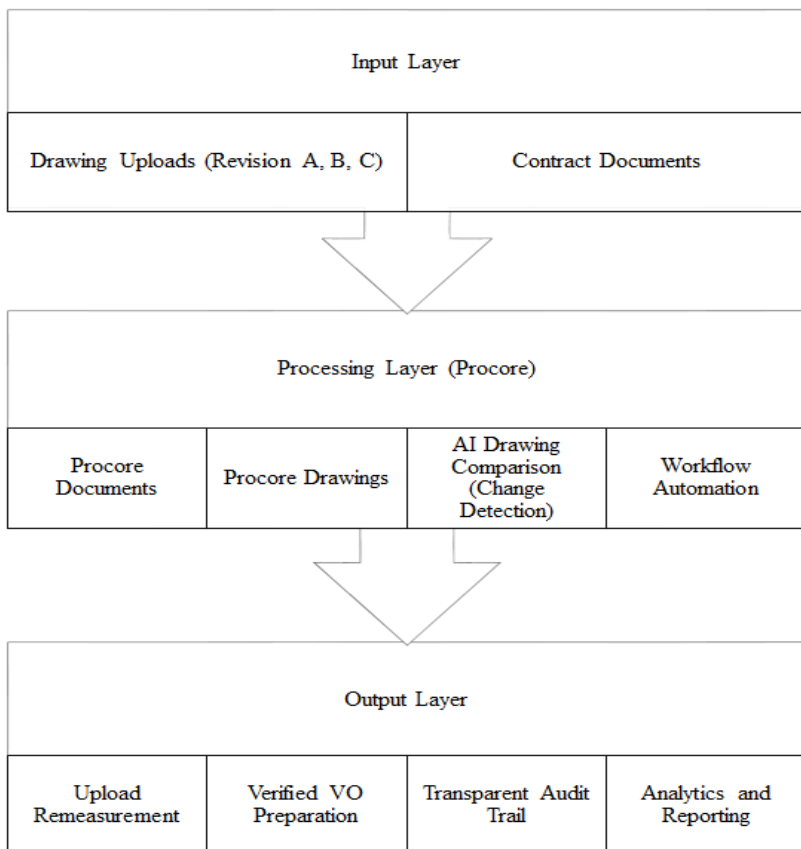 Input Layer
Drawing Uploads (Revision A, B, C)
Contract Documents
Processing Layer (Procore)
Procore
Documents
Procore Drawings
AI Drawing
Comparison
(Change
Detection)
Workflow
Automation
Output Layer
Upload
Remeasurement
Verified VO
Preparation
Transparent Audit
Trail
Analytics and
Reporting